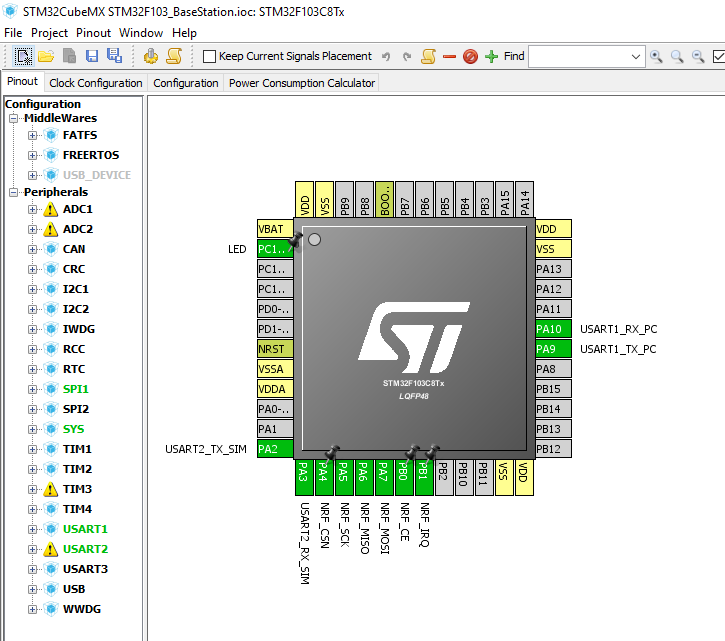 STM32CubeMX STM32F103_BaseStation.ioc: STM32F103C8Tx
File Project Pinout Window Help
Keep Current Signals Placement Find
Pinout Clock Configuration Configuration Power Consumption Calculator
Configuration
MiddleWares
FATFS
FREERTOS
USB_DEVICE
Peripherals
ADC1
ADC2
CAN
CRC
I2C1
I2C2
IWDG
RCC
RTC
SPI1
SPI2
SYS
TIM1
TIM2
TIM3
TIM4
USART1
USART2
USART3
USB
WWDG
VDD
VSS
PB9
PB8
BOO..
PB7
PB6
PB5
PB4
PB3
PA15
PA14
VBAT
LED PC1..
PC1..
PC1..
PD0-..
PD1-..
NRST
VSSA
VDDA
PA0-..
PA1
USART2_TX_SIM PA2
ST
STM32F103C8Tx
LQFP48
VDD
VSS
PA13
PA12
PA11
PA10 USART1_RX_PC
PA9 USART1_TX_PC
PA8
PB15
PB14
PB13
PB12
PA3 USART2_RX_SIM
PA4 NRF_CSN
PA5 NRF_SCK
PA6 NRF_MISO
PA7 NRF_MOSI
PB0 NRF_CE
PB1 NRF_IRQ
PB2
PB10
PB11
VSS
VDD